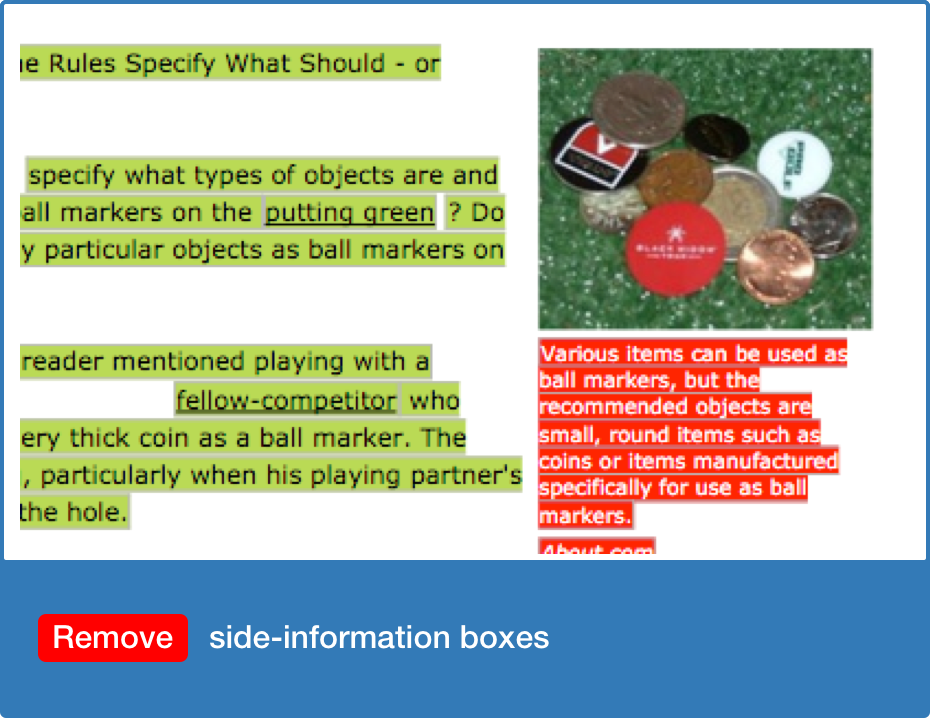 e Rules Specify What Should - or
specify what types of objects are and
all markers on the putting green ? Do
y particular objects as ball markers on
reader mentioned playing with a
fellow-competitor who
ery thick coin as a ball marker. The
, particularly when his playing partner's
the hole.
BLACK WIDOW
TOUR
Various items can be used as
ball markers, but the
recommended objects are
small, round items such as
coins or items manufactured
specifically for use as ball
markers.
About.com
Remove side-information boxes